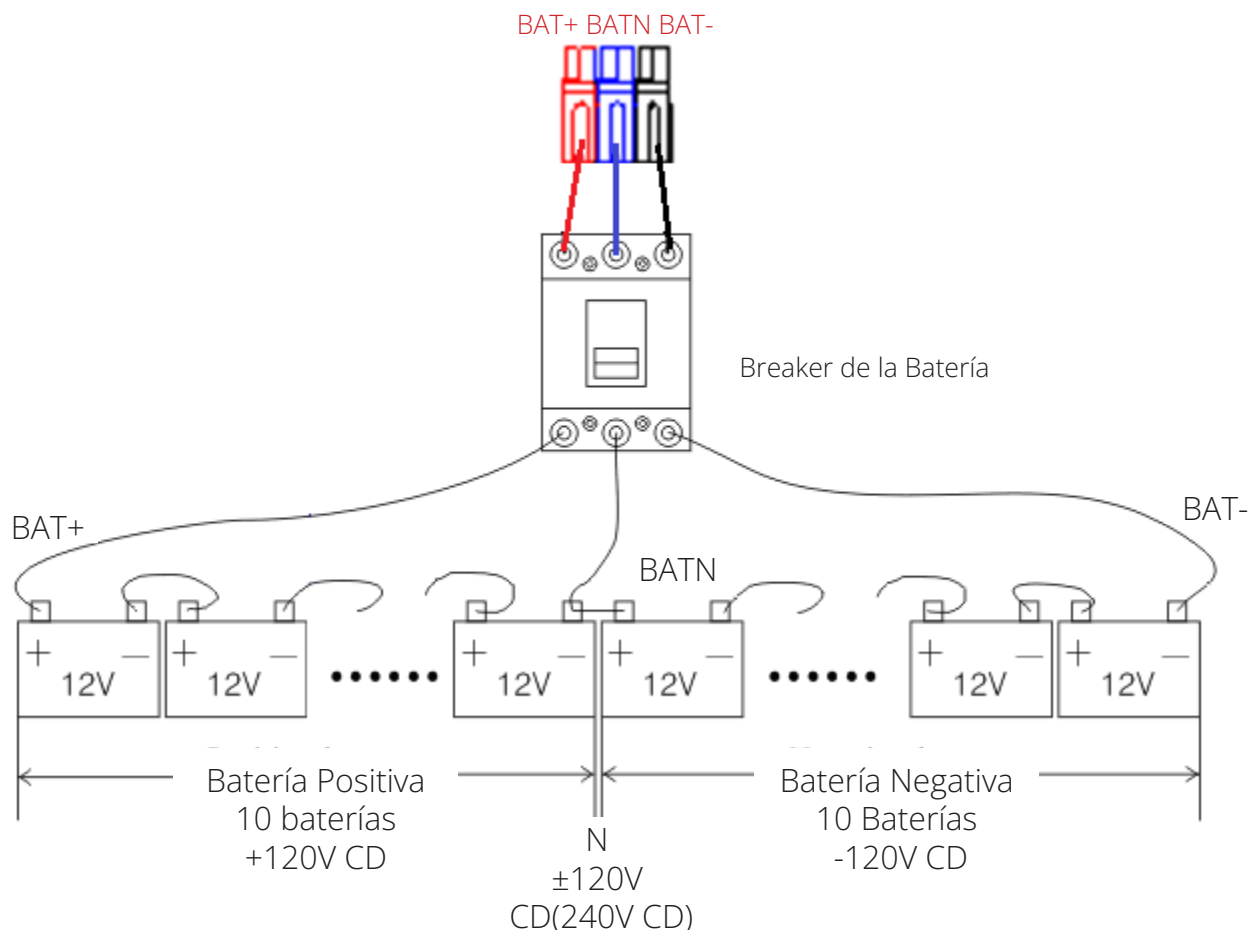 BAT+ BATN BAT-
Breaker de la Batería
BAT+
BAT-
BATN
+ — + — + — + — + — + —
12V 12V 12V 12V 12V 12V
Batería Positiva
10 baterías
+120V CD
Batería Negativa
10 Baterías
-120V CD
N
±120V
CD(240V CD)